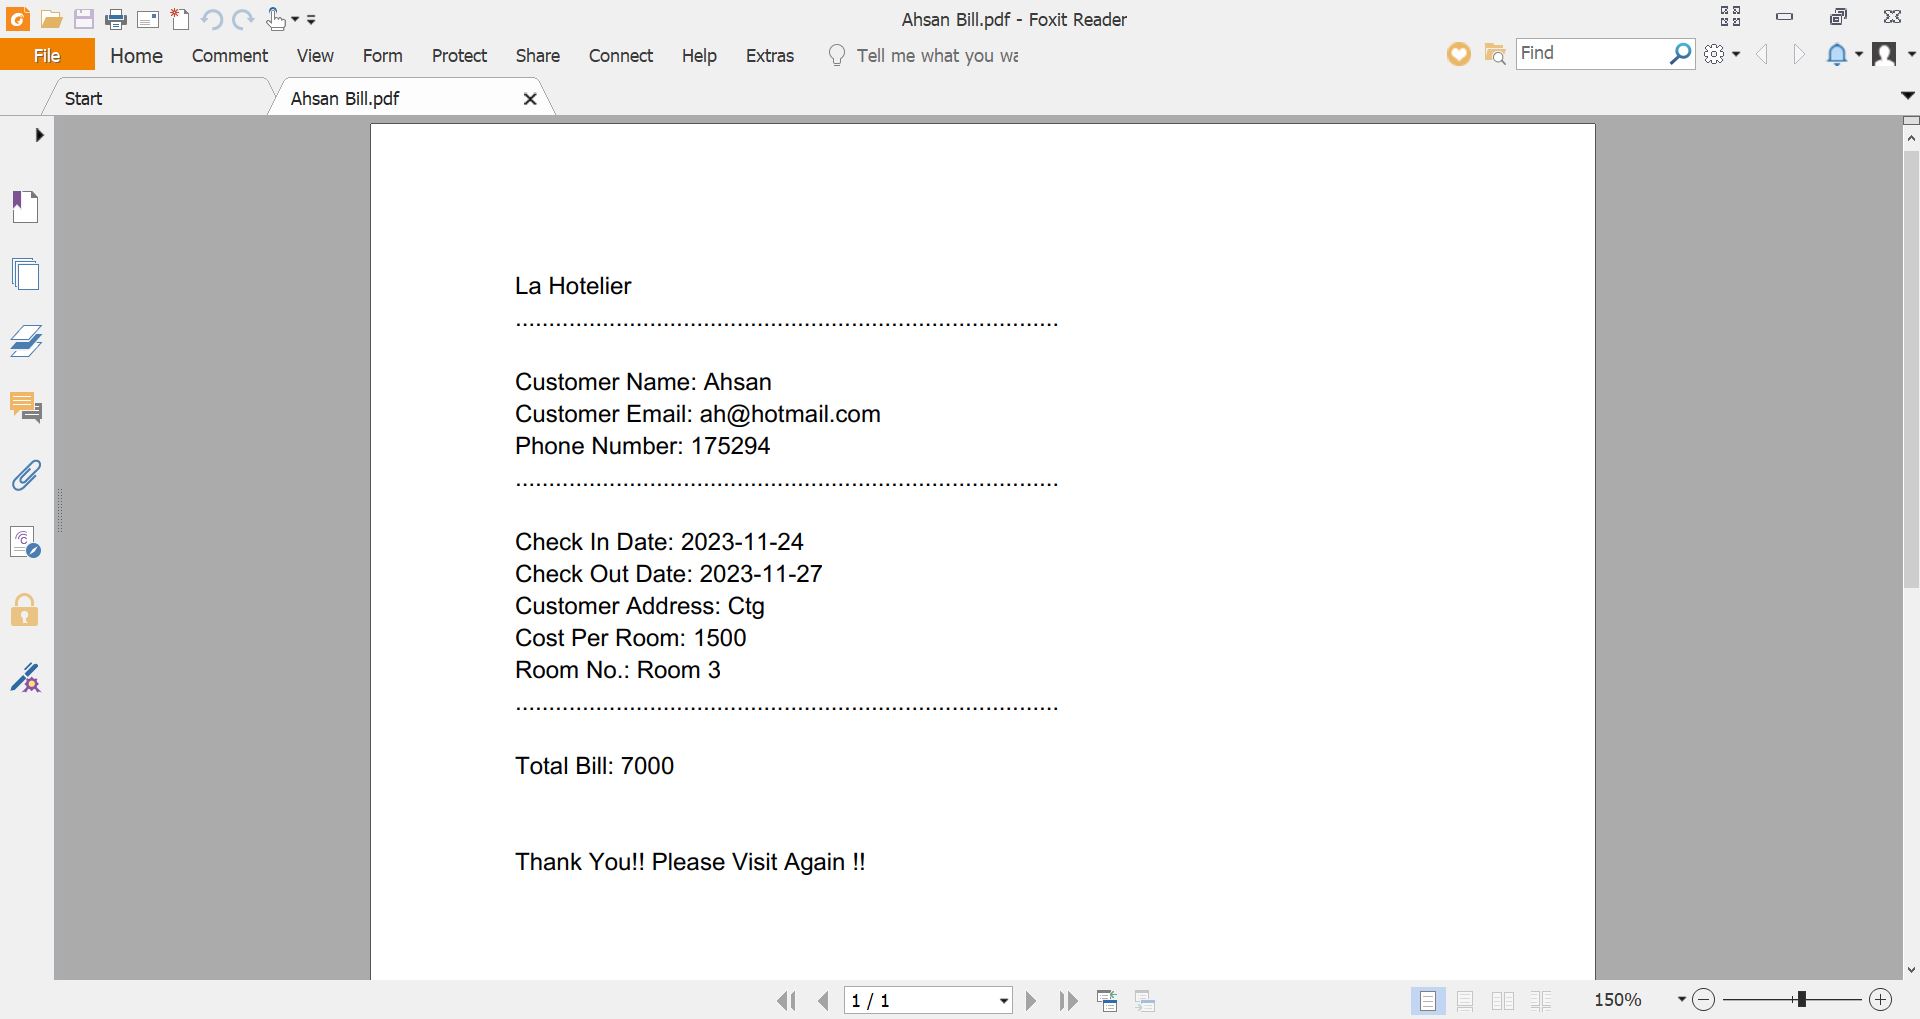 Ahsan Bill.pdf - Foxit Reader
File Home Comment View Form Protect Share Connect Help Extras Tell me what you wa
Find
Start Ahsan Bill.pdf
La Hotelier
................................................................................
Customer Name: Ahsan
Customer Email: ah@hotmail.com
Phone Number: 175294
................................................................................
Check In Date: 2023-11-24
Check Out Date: 2023-11-27
Customer Address: Ctg
Cost Per Room: 1500
Room No.: Room 3
................................................................................
Total Bill: 7000
Thank You!! Please Visit Again !!
1 / 1
150%